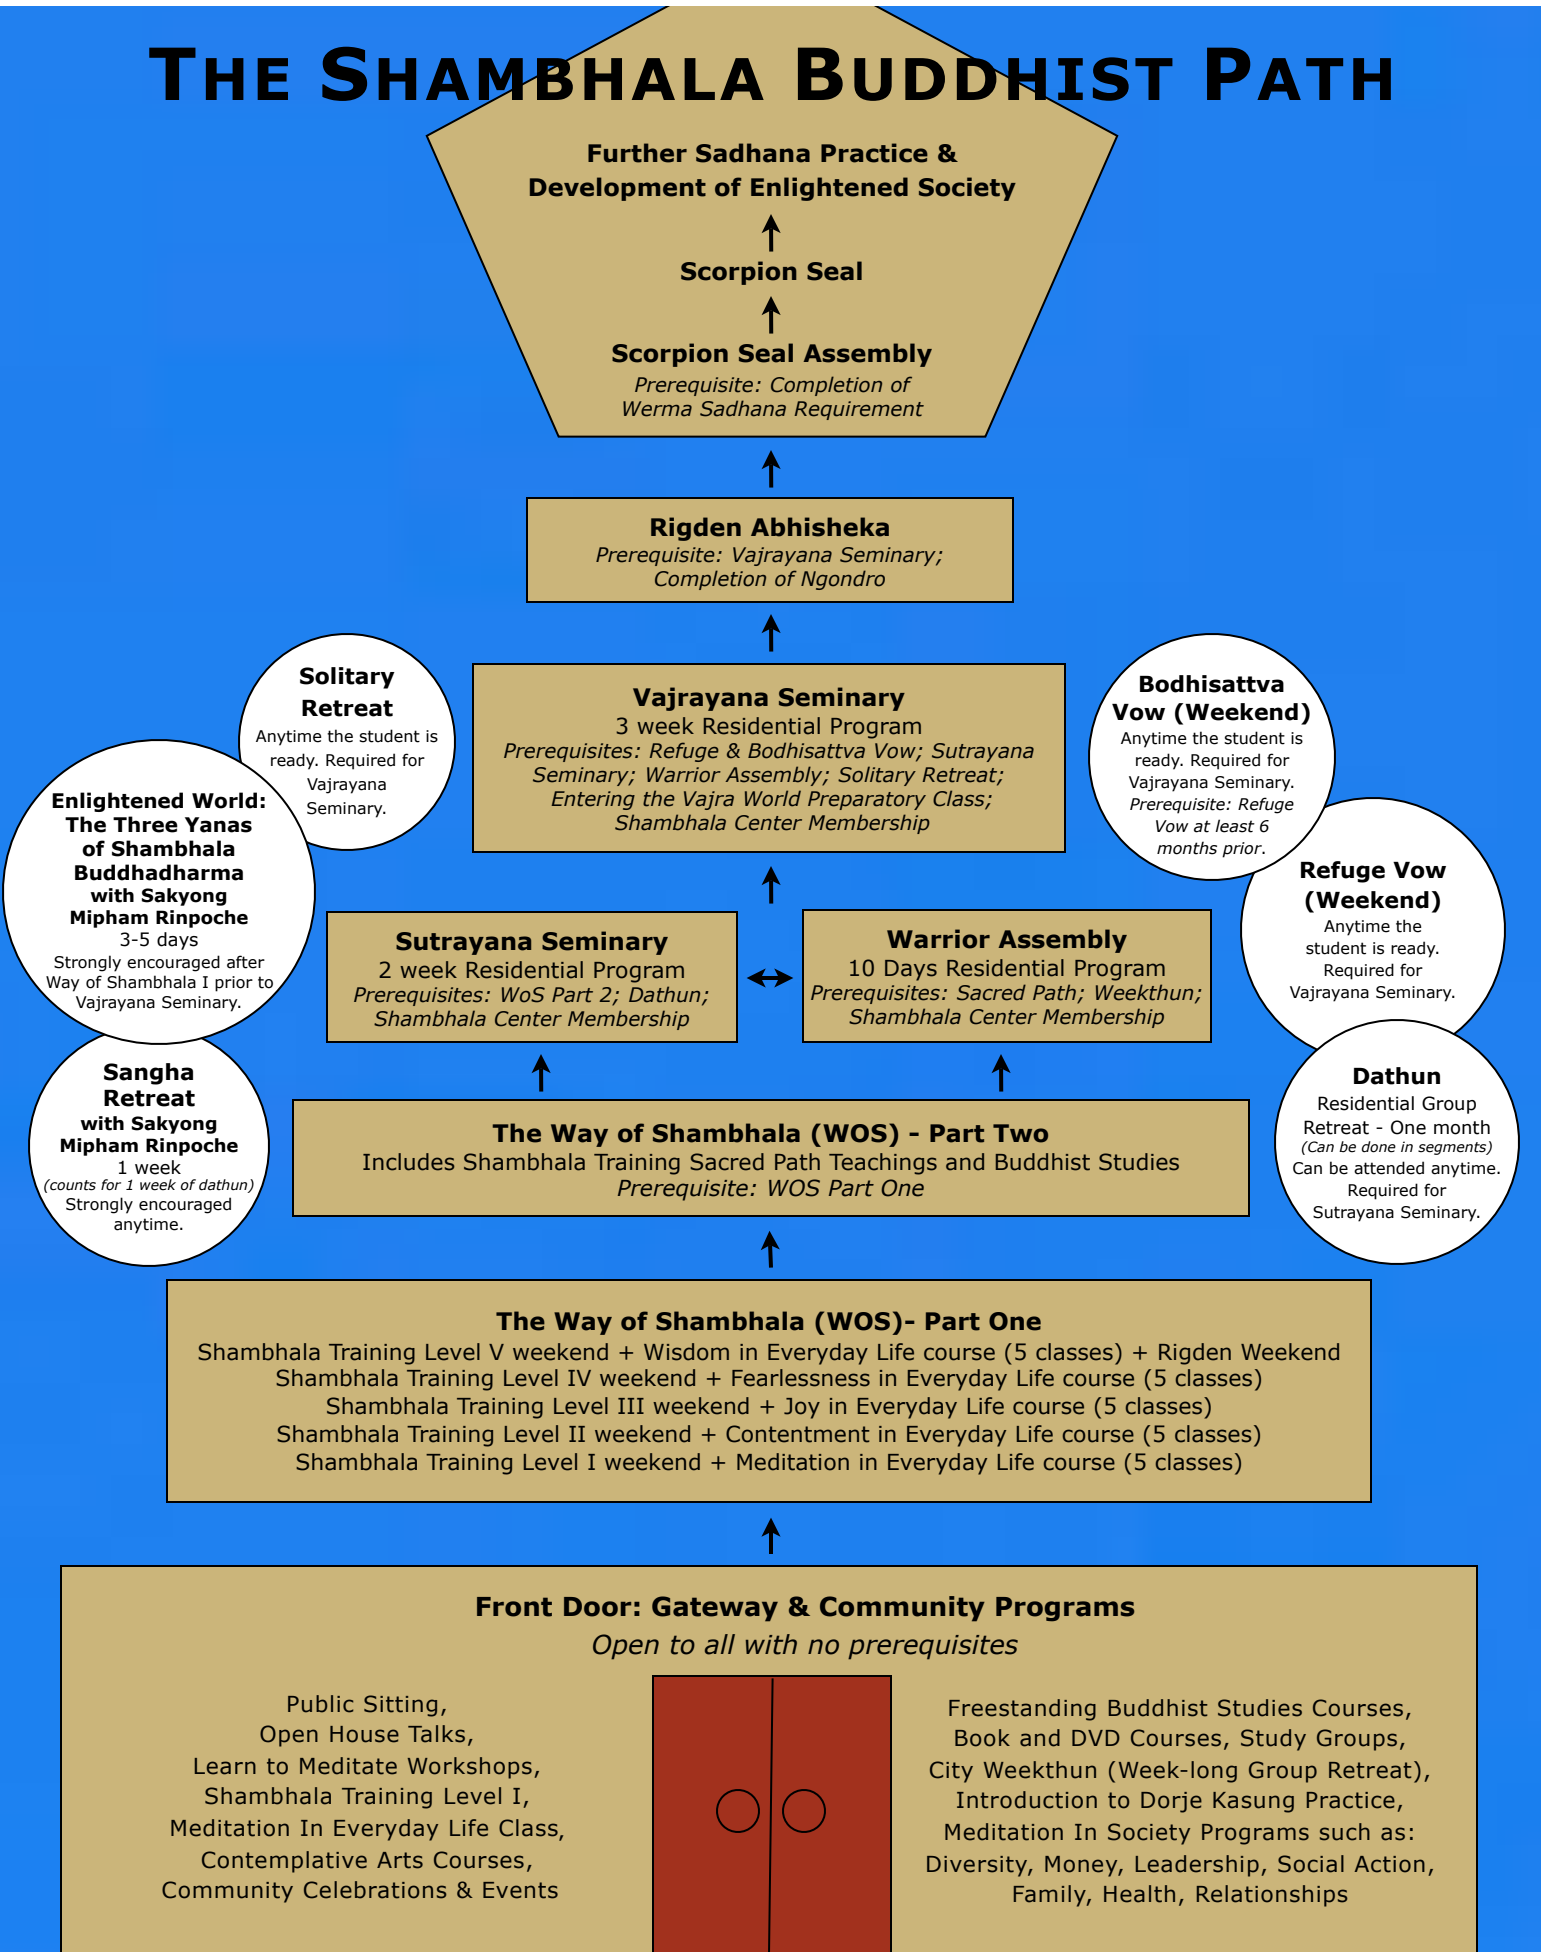 THE SHAMBHALA BUDDHIST PATH
Further Sadhana Practice &
Development of Enlightened Society
Scorpion Seal
Scorpion Seal Assembly
Prerequisite: Completion of
Werma Sadhana Requirement
Rigden Abhisheka
Prerequisite: Vajrayana Seminary;
Completion of Ngondro
Solitary
Retreat
Anytime the student is
ready. Required for
Vajrayana
Seminary.
Vajrayana Seminary
3 week Residential Program
Prerequisites: Refuge & Bodhisattva Vow; Sutrayana
Seminary; Warrior Assembly; Solitary Retreat;
Entering the Vajra World Preparatory Class;
Shambhala Center Membership
Bodhisattva
Vow (Weekend)
Anytime the student is
ready. Required for
Vajrayana Seminary.
Prerequisite: Refuge
Vow at least 6
months prior.
Enlightened World:
The Three Yanas
of Shambhala
Buddhadharma
with Sakyong
Mipham Rinpoche
3-5 days
Strongly encouraged after
Way of Shambhala I prior to
Vajrayana Seminary.
Sutrayana Seminary
2 week Residential Program
Prerequisites: WoS Part 2; Dathun;
Shambhala Center Membership
Warrior Assembly
10 Days Residential Program
Prerequisites: Sacred Path; Weekthun;
Shambhala Center Membership
Refuge Vow
(Weekend)
Anytime the
student is ready.
Required for
Vajrayana Seminary.
Sangha
Retreat
with Sakyong
Mipham Rinpoche
1 week
(counts for 1 week of dathun)
Strongly encouraged
anytime.
The Way of Shambhala (WOS) - Part Two
Includes Shambhala Training Sacred Path Teachings and Buddhist Studies
Prerequisite: WOS Part One
Dathun
Residential Group
Retreat - One month
(Can be done in segments)
Can be attended anytime.
Required for
Sutrayana Seminary.
The Way of Shambhala (WOS)- Part One
Shambhala Training Level V weekend + Wisdom in Everyday Life course (5 classes) + Rigden Weekend
Shambhala Training Level IV weekend + Fearlessness in Everyday Life course (5 classes)
Shambhala Training Level III weekend + Joy in Everyday Life course (5 classes)
Shambhala Training Level II weekend + Contentment in Everyday Life course (5 classes)
Shambhala Training Level I weekend + Meditation in Everyday Life course (5 classes)
Front Door: Gateway & Community Programs
Open to all with no prerequisites
Public Sitting,
Open House Talks,
Learn to Meditate Workshops,
Shambhala Training Level I,
Meditation In Everyday Life Class,
Contemplative Arts Courses,
Community Celebrations & Events
Freestanding Buddhist Studies Courses,
Book and DVD Courses, Study Groups,
City Weekthun (Week-long Group Retreat),
Introduction to Dorje Kasung Practice,
Meditation In Society Programs such as:
Diversity, Money, Leadership, Social Action,
Family, Health, Relationships